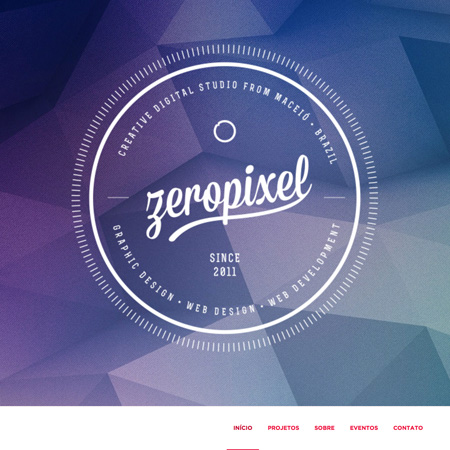 CREATIVE DIGITAL STUDIO FROM MACEIÓ • BRAZIL
zeropixel
SINCE
2011
GRAPHIC DESIGN • WEB DESIGN • WEB DEVELOPMENT
INÍCIO PROJETOS SOBRE EVENTOS CONTATO